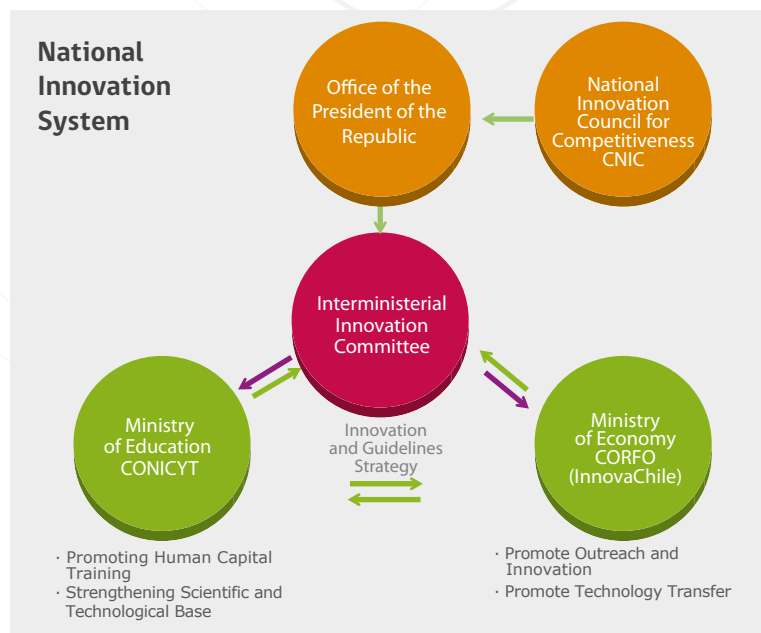 National
Innovation
System
Office of the
President of the
Republic
National
Innovation
Council for
Competitiveness
CNIC
Interministerial
Innovation
Committee
Ministry
of Education
CONICYT
Innovation
and Guidelines
Strategy
Ministry
of Economy
CORFO
(InnovaChile)
· Promoting Human Capital
Training
· Strengthening Scientific and
Technological Base
· Promote Outreach and
Innovation
· Promote Technology Transfer